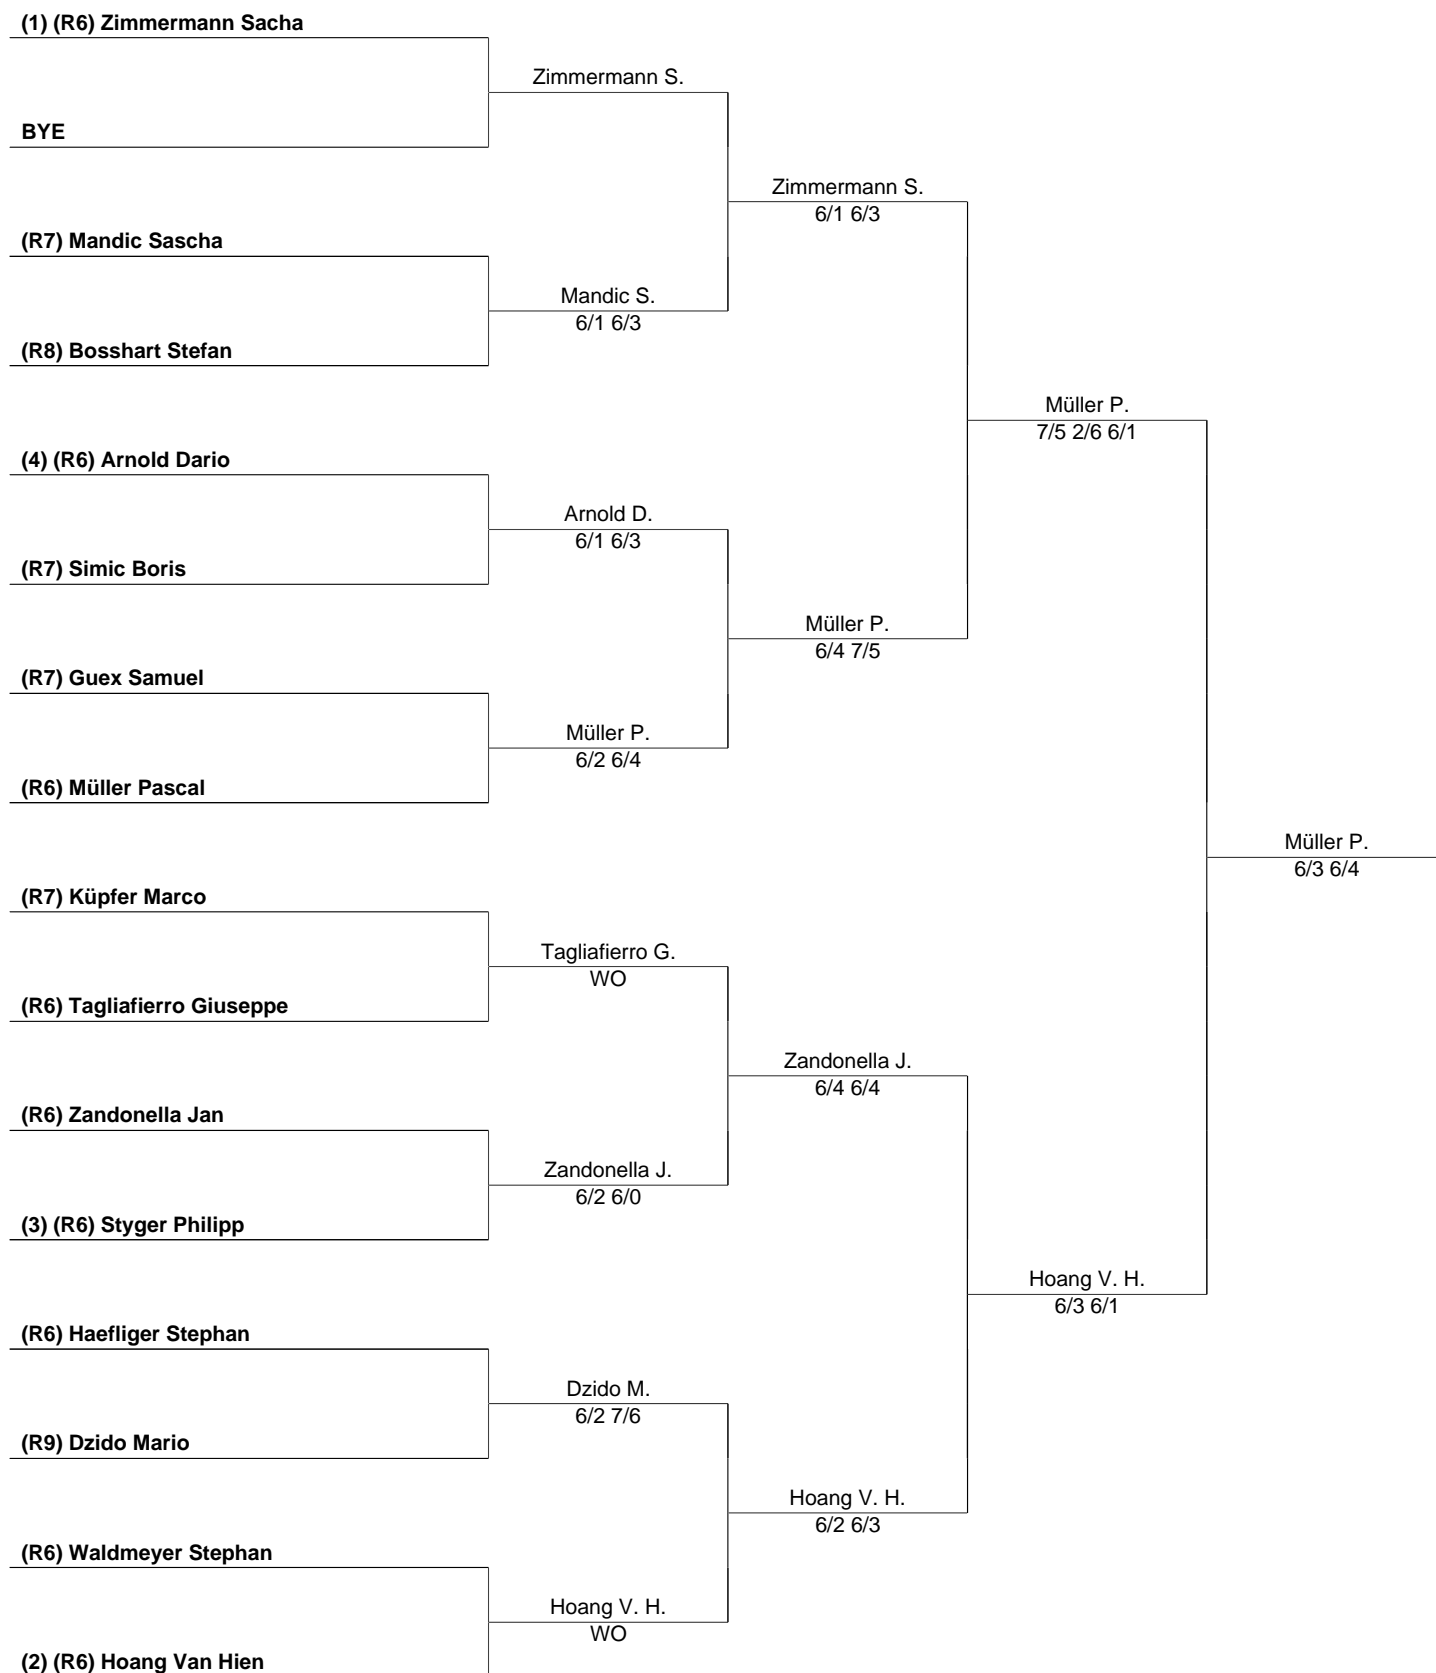 (1) (R6) Zimmermann Sacha
Zimmermann S.
BYE
Zimmermann S.
6/1 6/3
(R7) Mandic Sascha
Mandic S.
6/1 6/3
(R8) Bosshart Stefan
Müller P.
7/5 2/6 6/1
(4) (R6) Arnold Dario
Arnold D.
6/1 6/3
(R7) Simic Boris
Müller P.
6/4 7/5
(R7) Guex Samuel
Müller P.
6/2 6/4
(R6) Müller Pascal
Müller P.
6/3 6/4
(R7) Küpfer Marco
Tagliafierro G.
WO
(R6) Tagliafierro Giuseppe
Zandonella J.
6/4 6/4
(R6) Zandonella Jan
Zandonella J.
6/2 6/0
(3) (R6) Styger Philipp
Hoang V. H.
6/3 6/1
(R6) Haefliger Stephan
Dzido M.
6/2 7/6
(R9) Dzido Mario
Hoang V. H.
6/2 6/3
(R6) Waldmeyer Stephan
Hoang V. H.
WO
(2) (R6) Hoang Van Hien